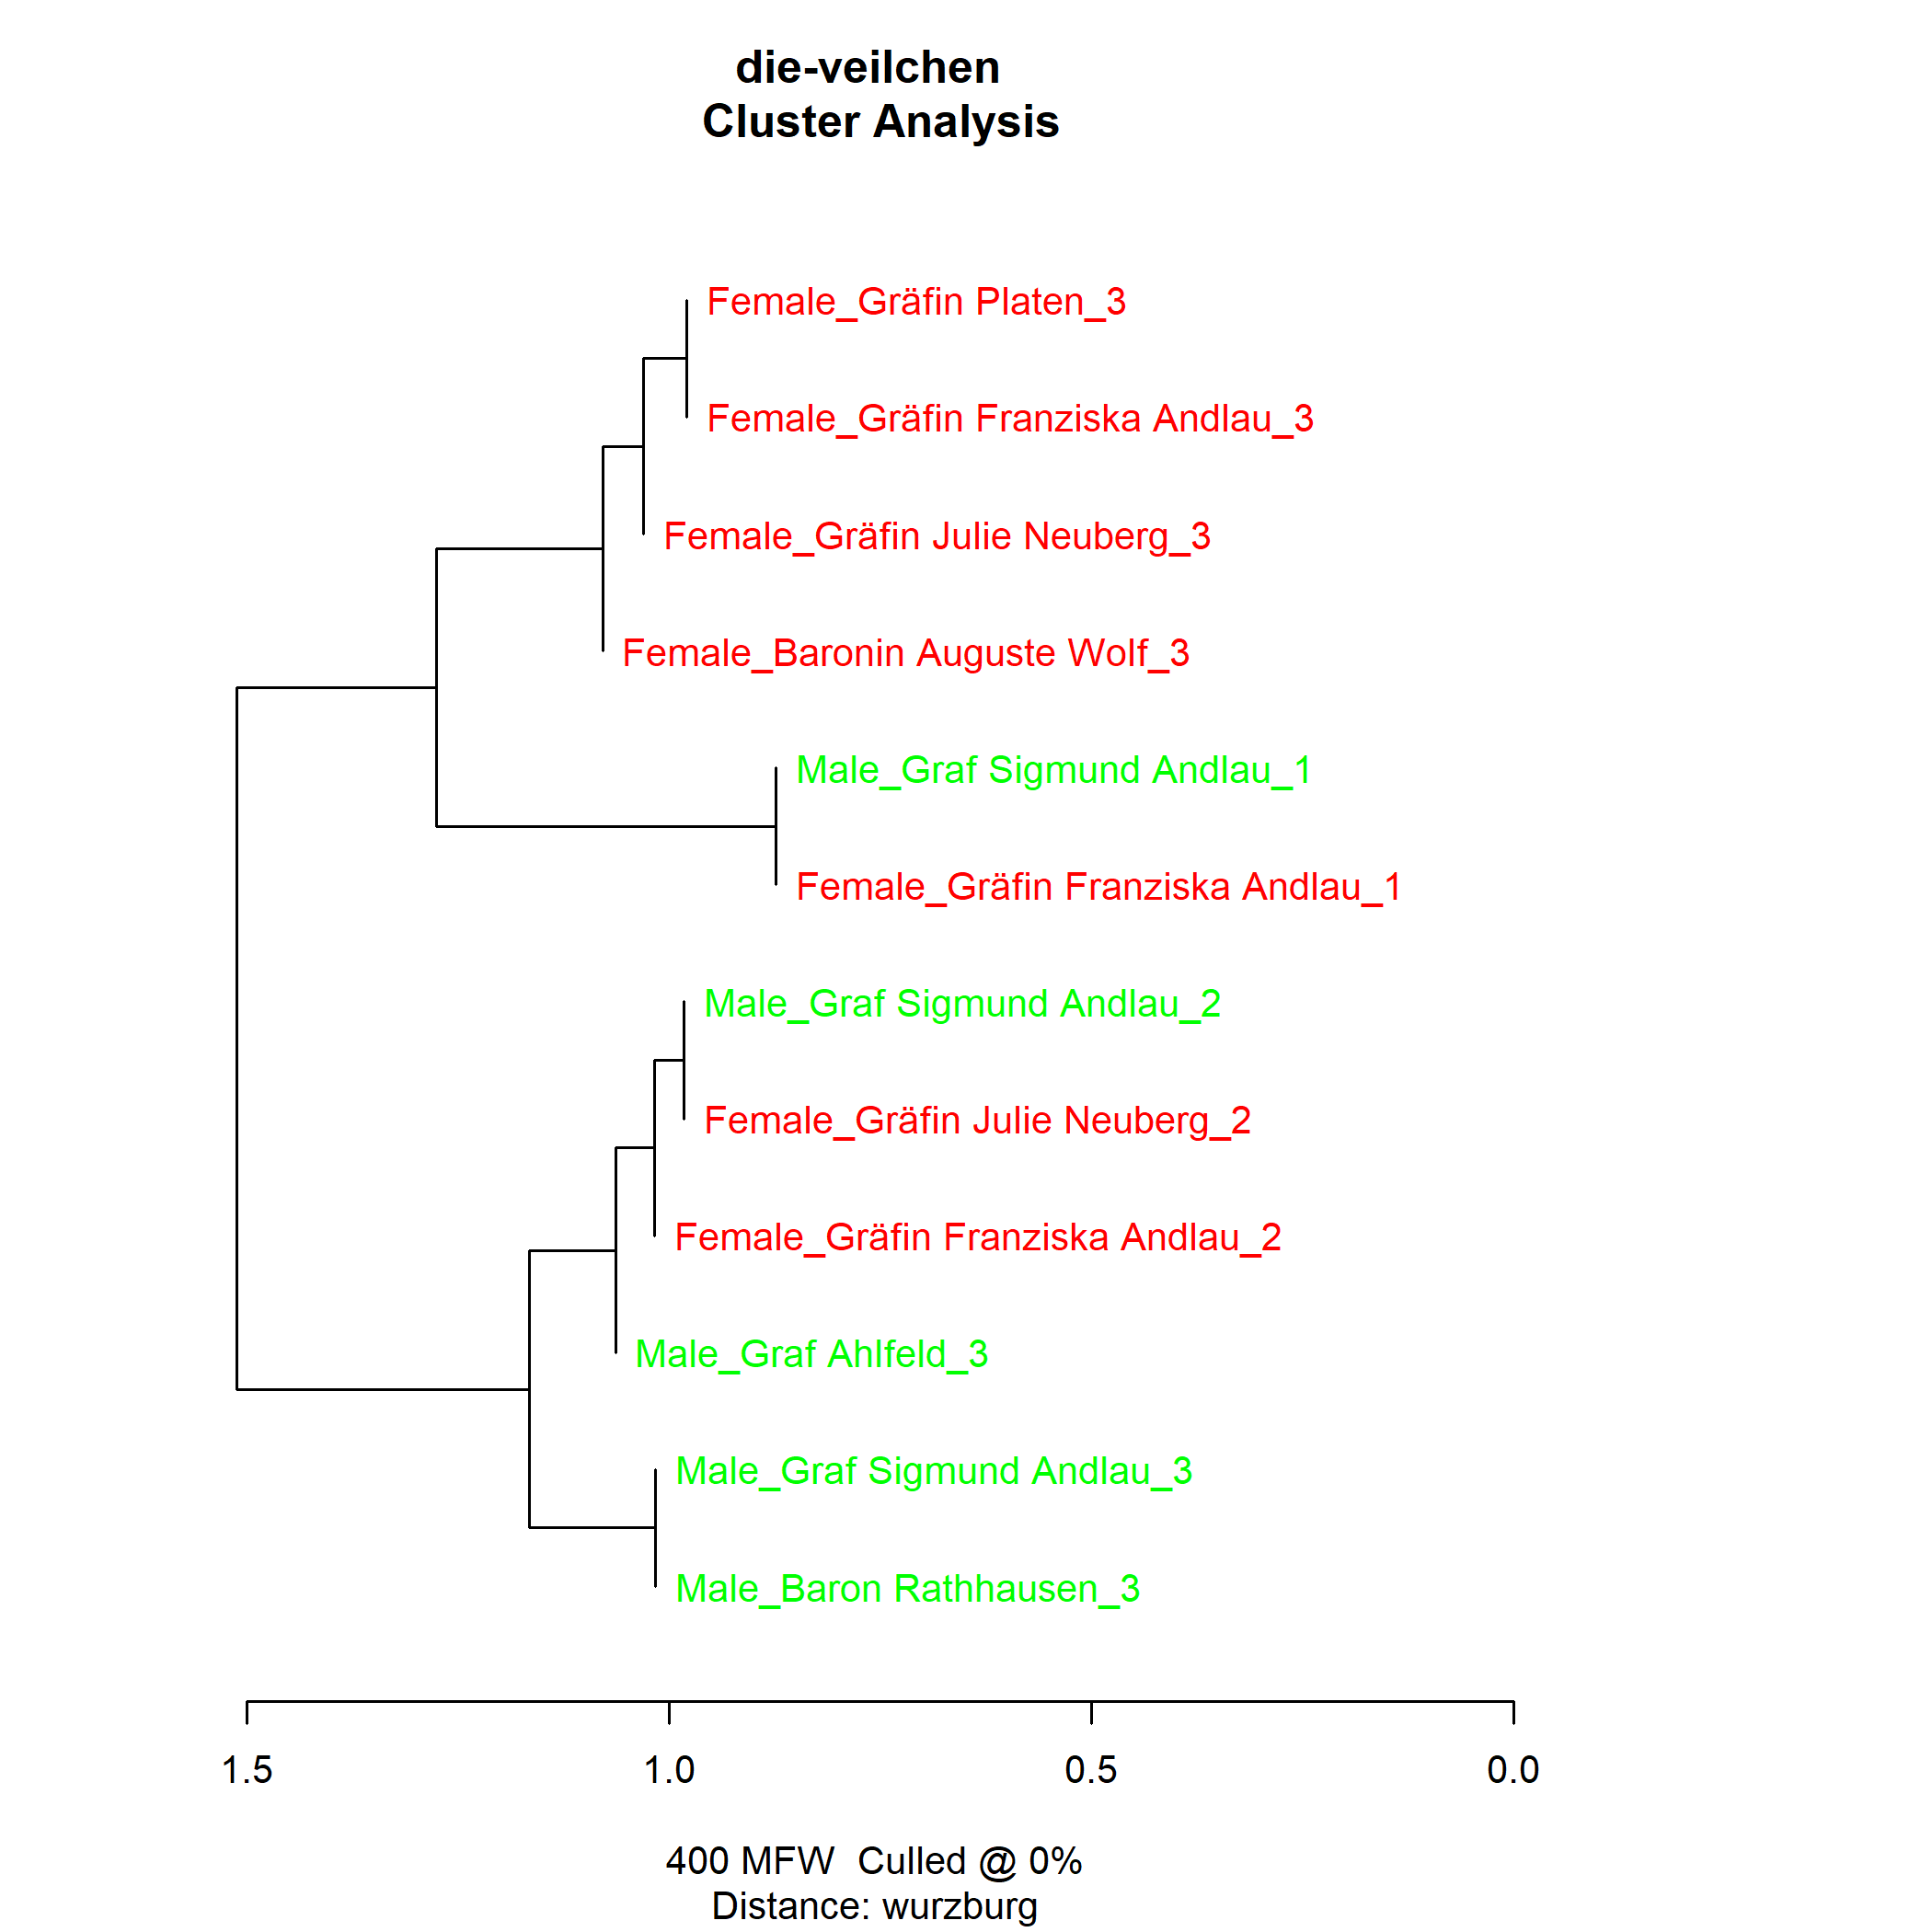 die-veilchen
Cluster Analysis
Female_Gräfin Platen_3
Female_Gräfin Franziska Andlau_3
Female_Gräfin Julie Neuberg_3
Female_Baronin Auguste Wolf_3
Male_Graf Sigmund Andlau_1
Female_Gräfin Franziska Andlau_1
Male_Graf Sigmund Andlau_2
Female_Gräfin Julie Neuberg_2
Female_Gräfin Franziska Andlau_2
Male_Graf Ahlfeld_3
Male_Graf Sigmund Andlau_3
Male_Baron Rathhausen_3
1.5 1.0 0.5 0.0
400 MFW  Culled @ 0%
Distance: wurzburg